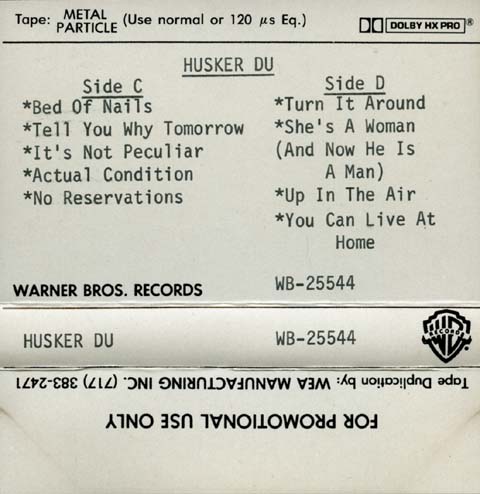 Tape: METAL PARTICLE (Use normal or 120 µs Eq.)
DOLBY HX PRO ®
HUSKER DU
Side C
*Bed Of Nails
*Tell You Why Tomorrow
*It's Not Peculiar
*Actual Condition
*No Reservations
Side D
*Turn It Around
*She's A Woman
(And Now He Is
A Man)
*Up In The Air
*You Can Live At
Home
WARNER BROS. RECORDS
WB-25544
HUSKER DU
WB-25544
WB RECORDS
Tape Duplication by: WEA MANUFACTURING INC. (717) 383-2471
FOR PROMOTIONAL USE ONLY